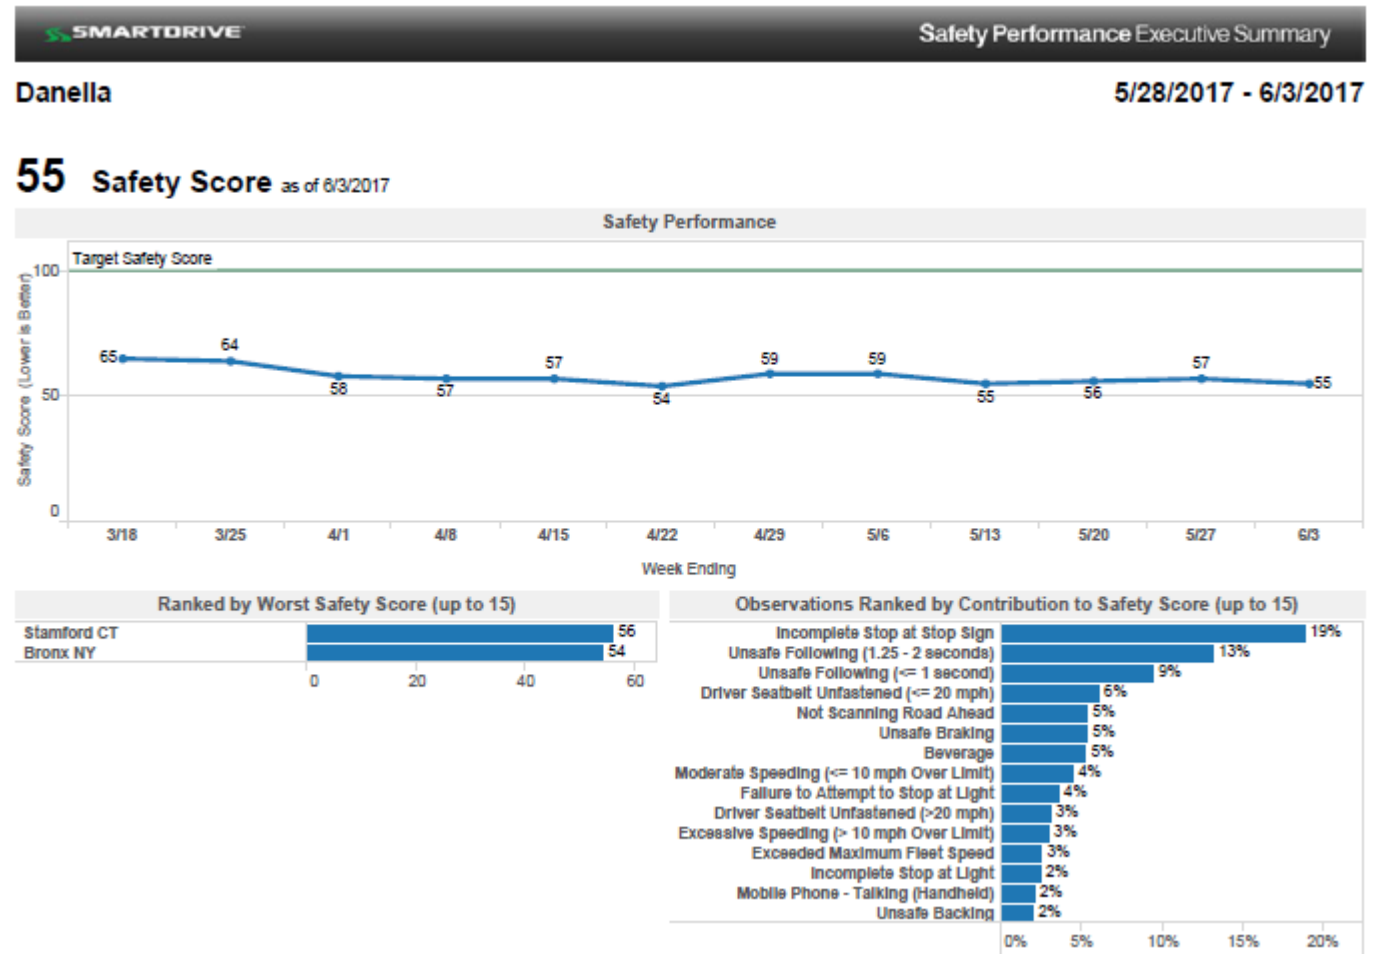 SMARTDRIVE
Safety Performance Executive Summary
Danella
5/28/2017 - 6/3/2017
55 Safety Score as of 6/3/2017
Safety Performance
Target Safety Score
Safety Score (Lower is Better)
100
50
0
65
64
58
57
57
54
59
59
55
56
57
55
3/18
3/25
4/1
4/8
4/15
4/22
4/29
5/6
5/13
5/20
5/27
6/3
Week Ending
Ranked by Worst Safety Score (up to 15)
Stamford CT 56
Bronx NY 54
0 20 40 60
Observations Ranked by Contribution to Safety Score (up to 15)
Incomplete Stop at Stop Sign 19%
Unsafe Following (1.25 - 2 seconds) 13%
Unsafe Following (<= 1 second) 9%
Driver Seatbelt Unfastened (<= 20 mph) 6%
Not Scanning Road Ahead 5%
Unsafe Braking 5%
Beverage 5%
Moderate Speeding (<= 10 mph Over Limit) 4%
Failure to Attempt to Stop at Light 4%
Driver Seatbelt Unfastened (>20 mph) 3%
Excessive Speeding (> 10 mph Over Limit) 3%
Exceeded Maximum Fleet Speed 3%
Incomplete Stop at Light 2%
Mobile Phone - Talking (Handheld) 2%
Unsafe Backing 2%
0% 5% 10% 15% 20%